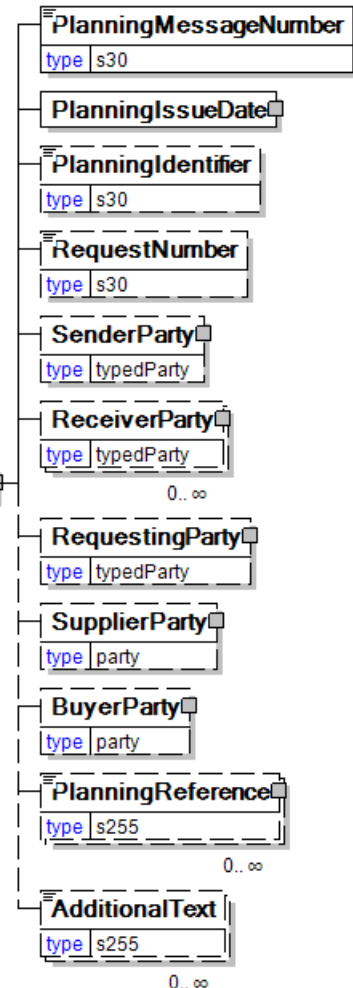 PlanningMessageNumber
type s30
PlanningIssueDate
PlanningIdentifier
type s30
RequestNumber
type s30
SenderParty
type typedParty
ReceiverParty
type typedParty
0.. ∞
RequestingParty
type typedParty
SupplierParty
type party
BuyerParty
type party
PlanningReference
type s255
0.. ∞
AdditionalText
type s255
0.. ∞